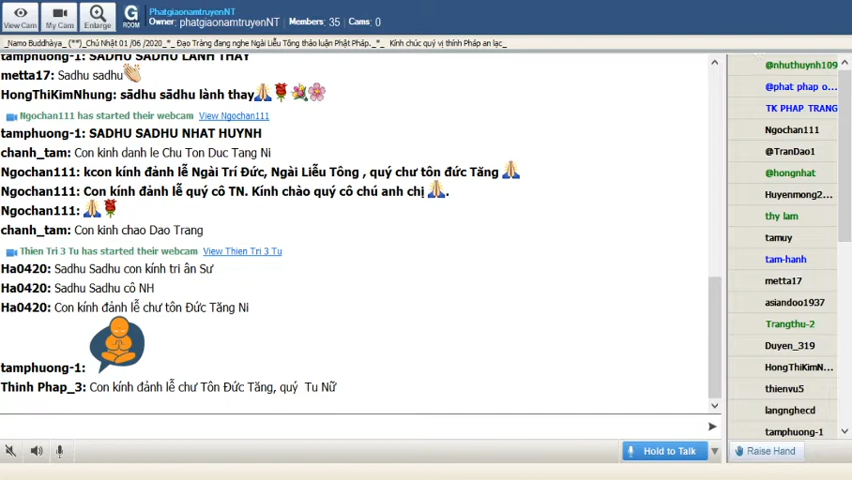 PhatgiaonamtruyenNT
Owner: phatgiaonamtruyenNT Members: 35 Cams: 0
View Cam
My Cam
Enlarge
G
ROOM
_Namo Buddhàya_ (**)_Chủ Nhật 01 /06 /2020_*_ Đạo Tràng đang nghe Ngài Liễu Tông thảo luận Phật Pháp._*_ Kính chúc quý vị thính Pháp an lạc_
tamphuong-1: SADHU SADHU LANH THAY
metta17: Sadhu sadhu
HongThiKimNhung: sādhu sādhu lành thay
Ngochan111 has started their webcam View Ngochan111
tamphuong-1: SADHU SADHU NHAT HUYNH
chanh_tam: Con kinh danh le Chu Ton Duc Tang Ni
Ngochan111: kcon kính đảnh lễ Ngài Trí Đức, Ngài Liễu Tông , quý chư tôn đức Tăng
Ngochan111: Con kính đảnh lễ quý cô TN. Kính chào quý cô chú anh chị .
Ngochan111:
chanh_tam: Con kinh chao Dao Trang
Thien Tri 3 Tu has started their webcam View Thien Tri 3 Tu
Ha0420: Sadhu Sadhu con kính tri ân Sư
Ha0420: Sadhu Sadhu cô NH
Ha0420: Con kính đảnh lễ chư tôn Đức Tăng Ni
tamphuong-1:
Thinh Phap_3: Con kính đảnh lễ chư Tôn Đức Tăng, quý Tu Nữ
Hold to Talk
@nhuthuynh109
@phat phap o...
TK PHAP TRANG
Ngochan111
@TranDao1
@hongnhat
Huyenmong2...
thy lam
tamuy
tam-hanh
metta17
asiandoo1937
Trangthu-2
Duyen_319
HongThiKimN...
thienvu5
langnghecd
tamphuong-1
Raise Hand